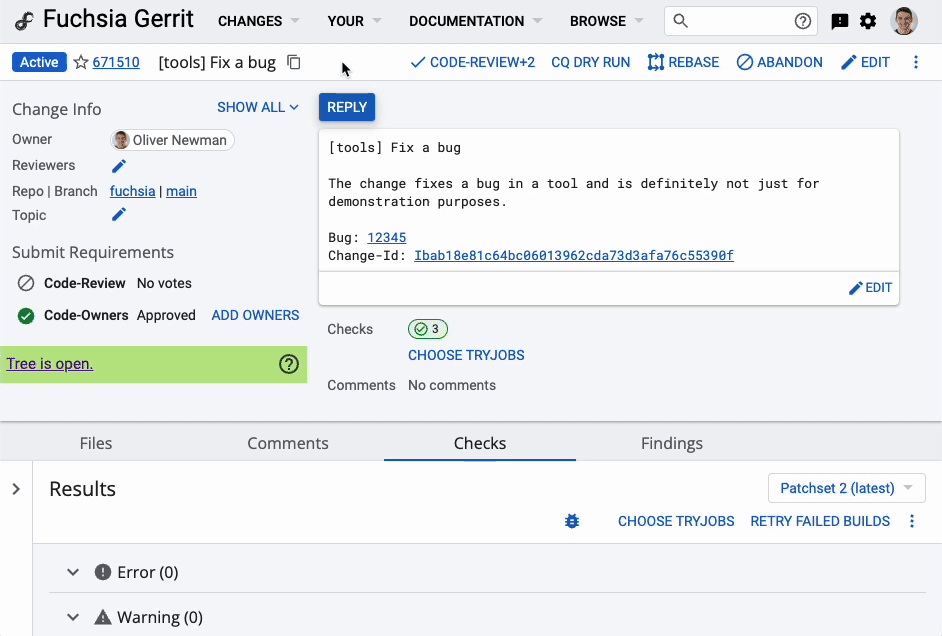 Fuchsia Gerrit CHANGES YOUR DOCUMENTATION BROWSE
Active 671510 [tools] Fix a bug CODE-REVIEW+2 CQ DRY RUN REBASE ABANDON EDIT
Change Info SHOW ALL
Owner Oliver Newman
Reviewers
Repo | Branch fuchsia | main
Topic
Submit Requirements
Code-Review No votes
Code-Owners Approved ADD OWNERS
Tree is open.
REPLY
[tools] Fix a bug
The change fixes a bug in a tool and is definitely not just for
demonstration purposes.
Bug: 12345
Change-Id: Ibab18e81c64bc06013962cda73d3afa76c55390f
EDIT
Checks 3
CHOOSE TRYJOBS
Comments No comments
Files Comments Checks Findings
Results Patchset 2 (latest)
CHOOSE TRYJOBS RETRY FAILED BUILDS
Error (0)
Warning (0)